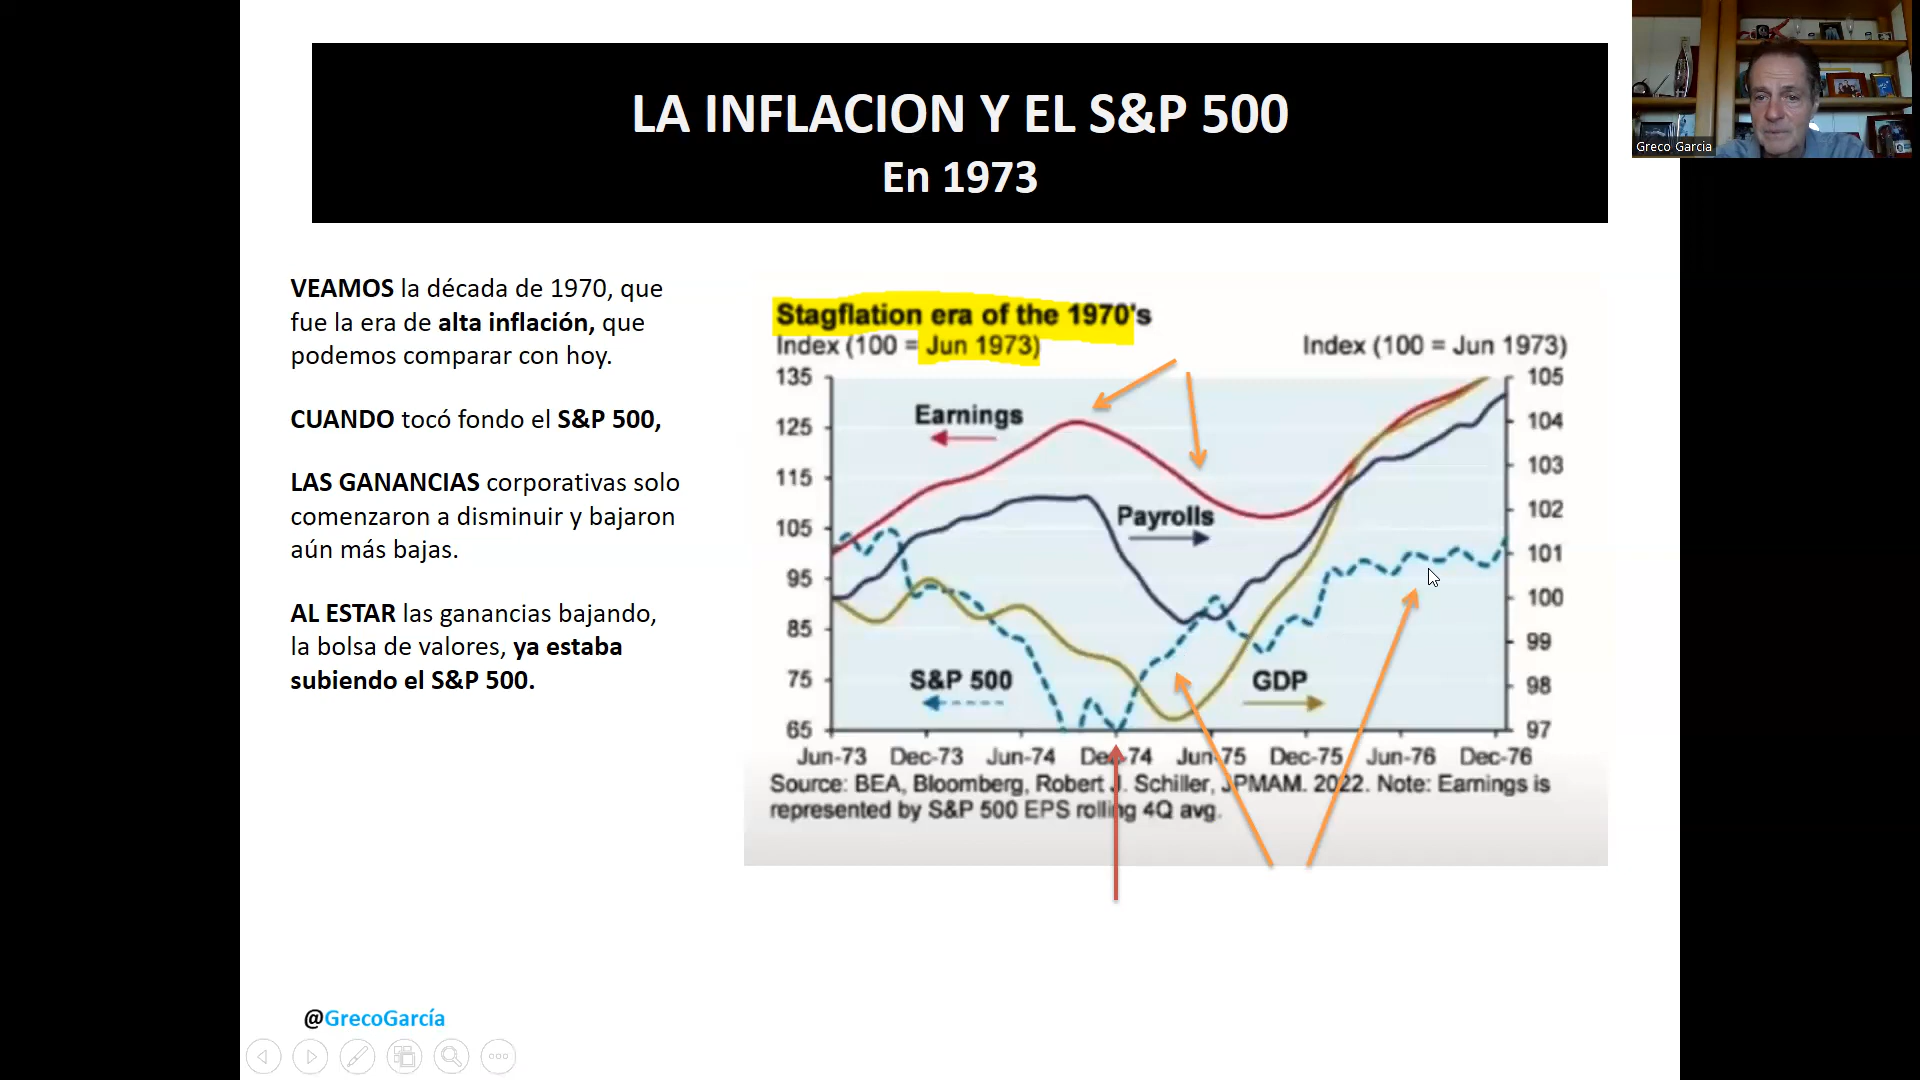 LA INFLACION Y EL S&P 500
En 1973
Greco Garcia
VEAMOS la década de 1970, que
fue la era de alta inflación, que
podemos comparar con hoy.
CUANDO tocó fondo el S&P 500,
LAS GANANCIAS corporativas solo
comenzaron a disminuir y bajaron
aún más bajas.
AL ESTAR las ganancias bajando,
la bolsa de valores, ya estaba
subiendo el S&P 500.
Stagflation era of the 1970's
Index (100 = Jun 1973)
Index (100 = Jun 1973)
135
125
115
105
95
85
75
65
105
104
103
102
101
100
99
98
97
Earnings
Payrolls
S&P 500
GDP
Jun-73 Dec-73 Jun-74 Dec-74 Jun-75 Dec-75 Jun-76 Dec-76
Source: BEA, Bloomberg, Robert J. Schiller, JPMAM. 2022. Note: Earnings is
represented by S&P 500 EPS rolling 4Q avg.
@GrecoGarcía